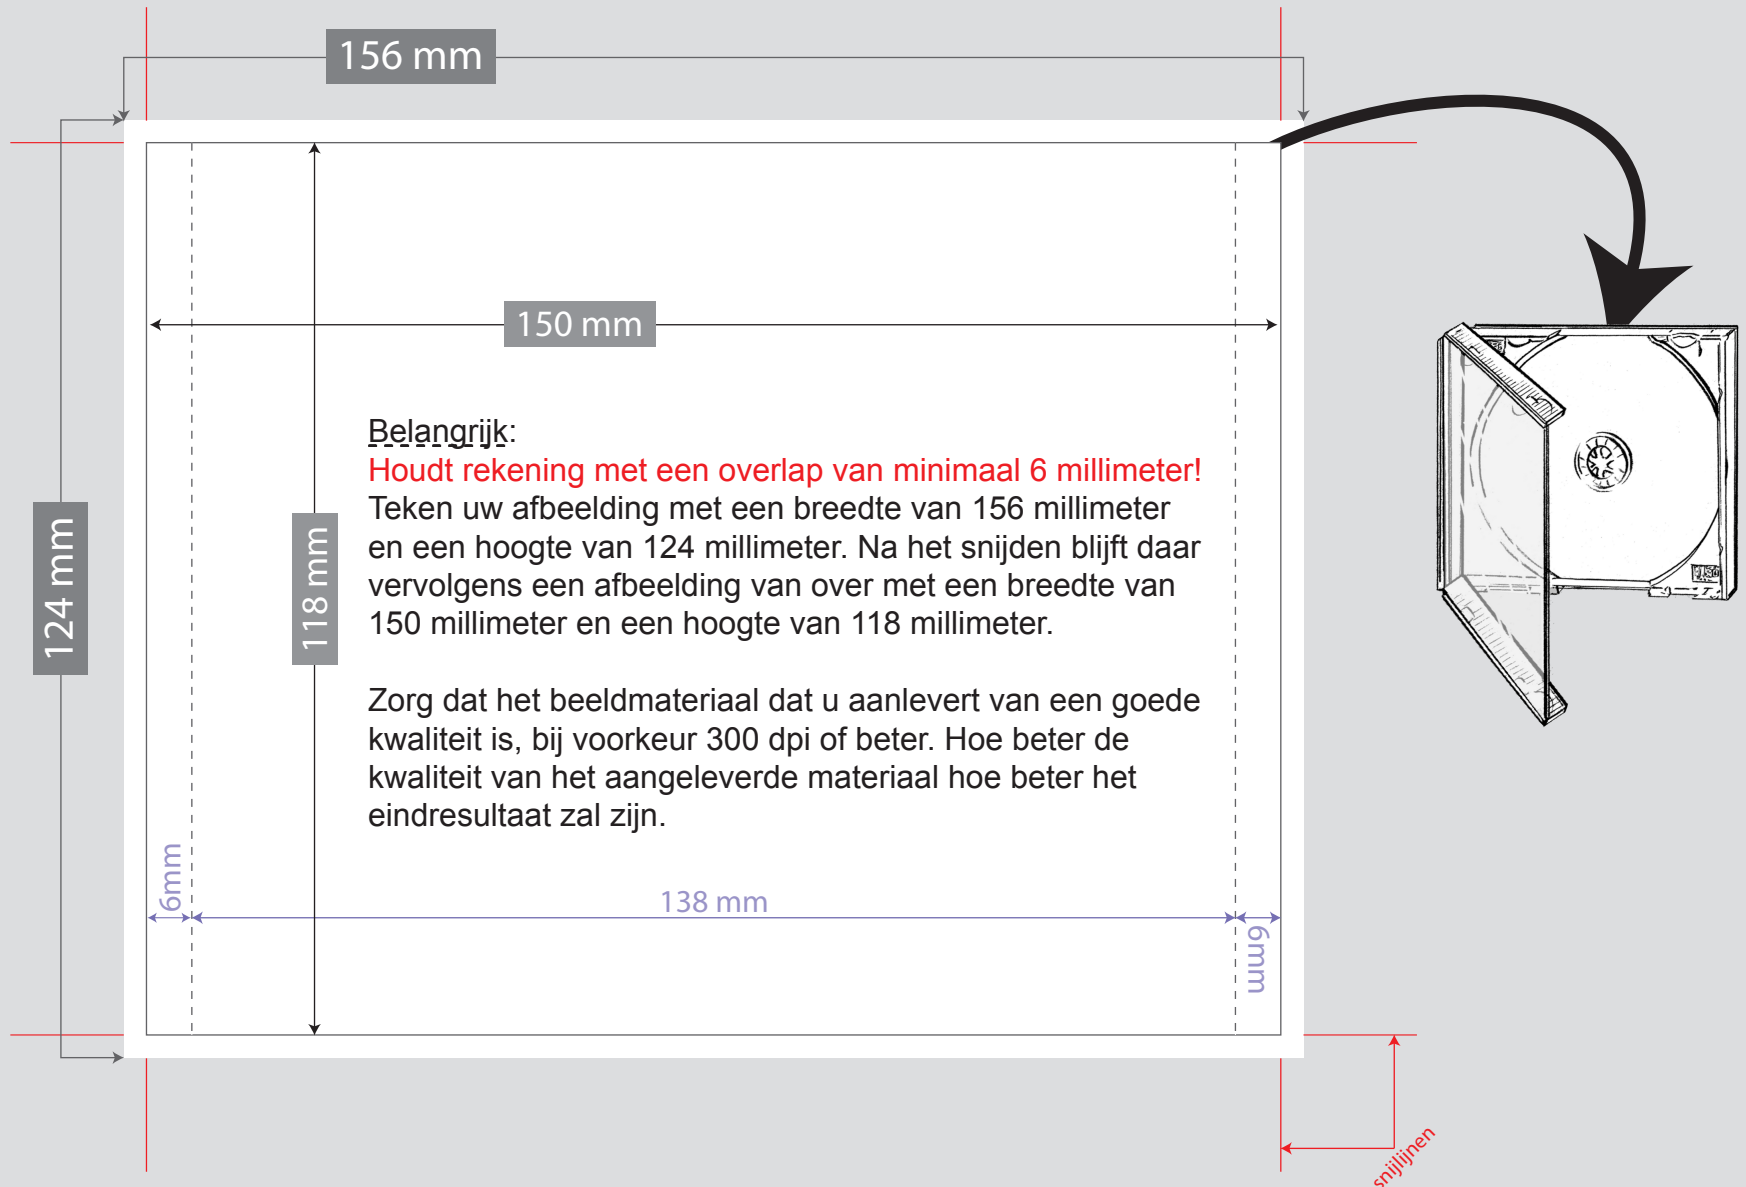 156 mm
150 mm
124 mm
118 mm
Belangrijk:
Houdt rekening met een overlap van minimaal 6 millimeter!
Teken uw afbeelding met een breedte van 156 millimeter
en een hoogte van 124 millimeter. Na het snijden blijft daar
vervolgens een afbeelding van over met een breedte van
150 millimeter en een hoogte van 118 millimeter.
Zorg dat het beeldmateriaal dat u aanlevert van een goede
kwaliteit is, bij voorkeur 300 dpi of beter. Hoe beter de
kwaliteit van het aangeleverde materiaal hoe beter het
eindresultaat zal zijn.
6mm
138 mm
6mm
snijlijnen